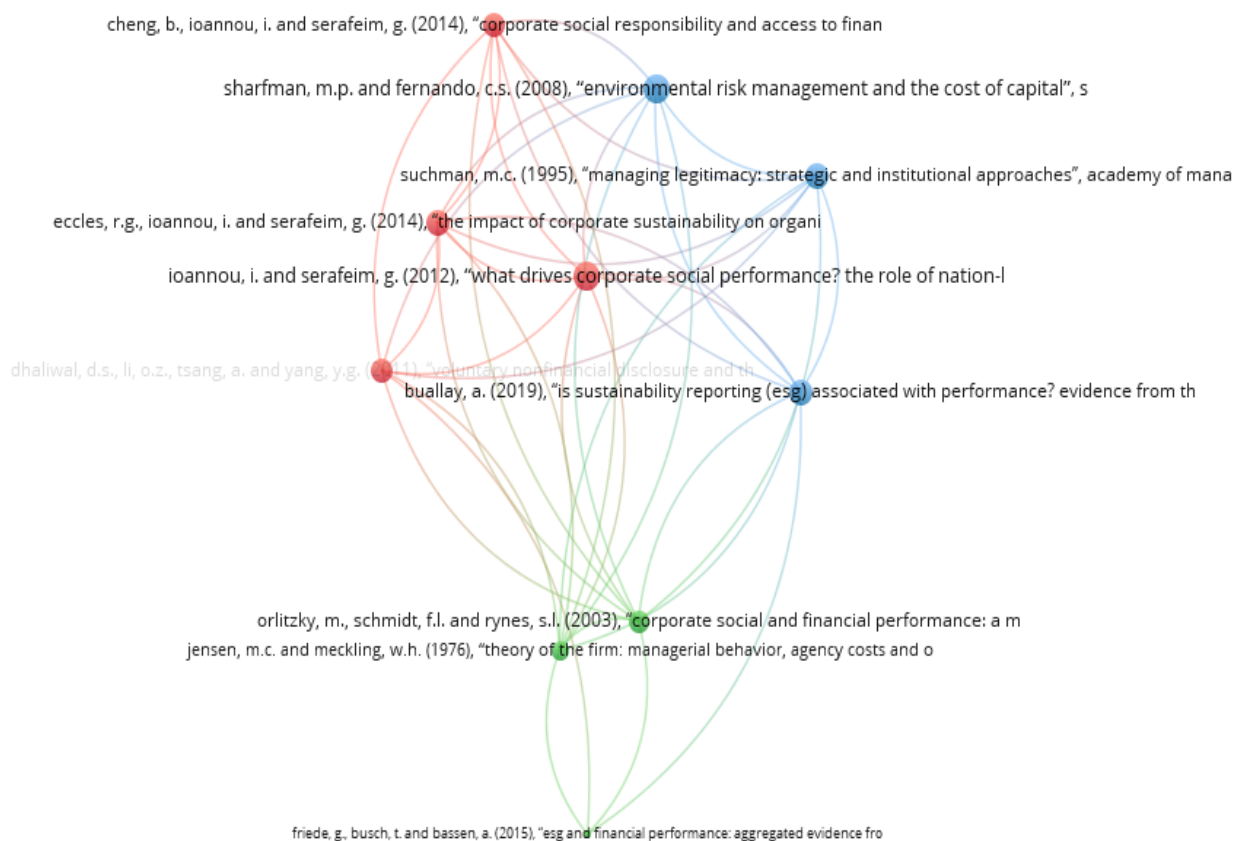 cheng, b., ioannou, i. and serafeim, g. (2014), “corporate social responsibility and access to finan
sharfman, m.p. and fernando, c.s. (2008), “environmental risk management and the cost of capital”, s
suchman, m.c. (1995), “managing legitimacy: strategic and institutional approaches”, academy of mana
eccles, r.g., ioannou, i. and serafeim, g. (2014), “the impact of corporate sustainability on organi
ioannou, i. and serafeim, g. (2012), “what drives corporate social performance? the role of nation-l
dhaliwal, d.s., li, o.z., tsang, a. and yang, y.g. (2011), “voluntary nonfinancial disclosure and th
buallay, a. (2019), “is sustainability reporting (esg) associated with performance? evidence from th
orlitzky, m., schmidt, f.l. and rynes, s.l. (2003), “corporate social and financial performance: a m
jensen, m.c. and meckling, w.h. (1976), “theory of the firm: managerial behavior, agency costs and o
friede, g., busch, t. and bassen, a. (2015), “esg and financial performance: aggregated evidence fro